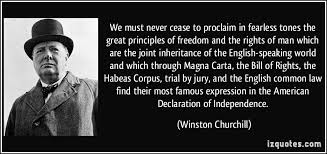 We must never cease to proclaim in fearless tones the
great principles of freedom and the rights of man which
are the joint inheritance of the English-speaking world
and which through Magna Carta, the Bill of Rights, the
Habeas Corpus, trial by jury, and the English common law
find their most famous expression in the American
Declaration of Independence.
(Winston Churchill)
izquotes.com